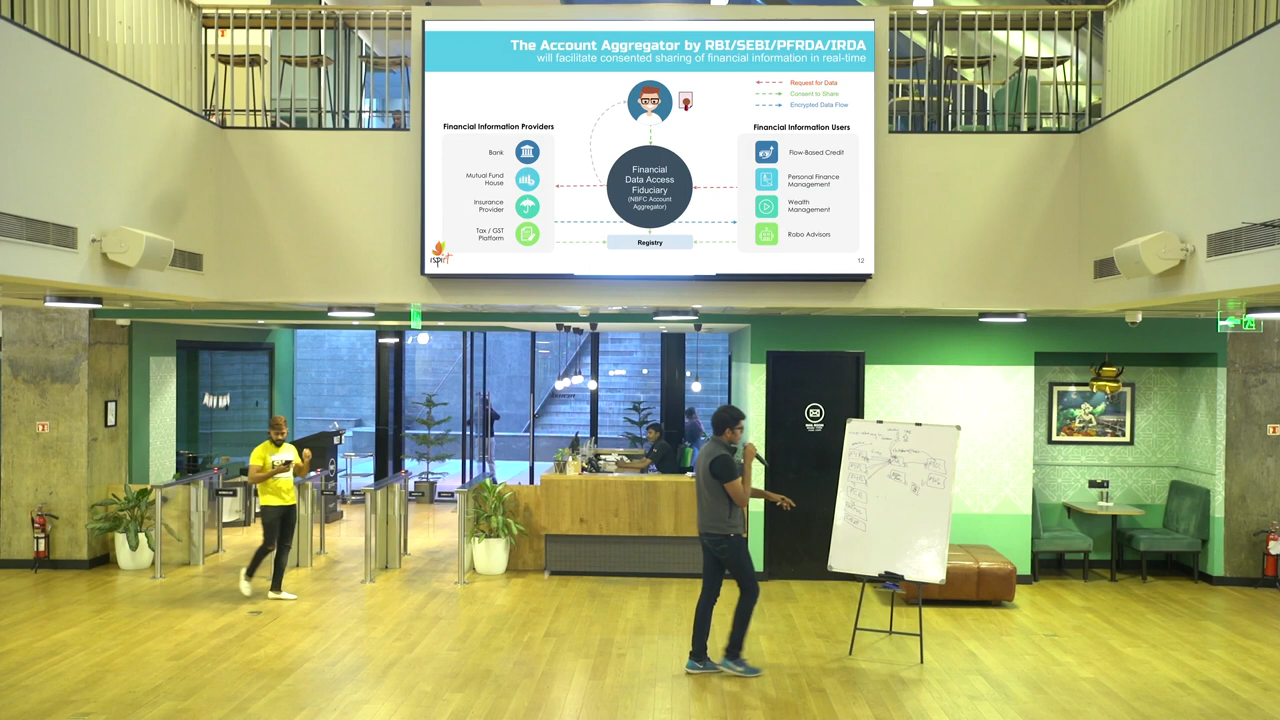 The Account Aggregator by RBI/SEBI/PFRDA/IRDA
will facilitate consented sharing of financial information in real-time
Request for Data
Consent to Share
Encrypted Data Flow
Financial Information Providers
Bank
Mutual Fund
House
Insurance
Provider
Tax / GST
Platform
Financial
Data Access
Fiduciary
(NBFC Account
Aggregator)
Registry
Financial Information Users
Flow-Based Credit
Personal Finance
Management
Wealth
Management
Robo Advisors
ispirt
12